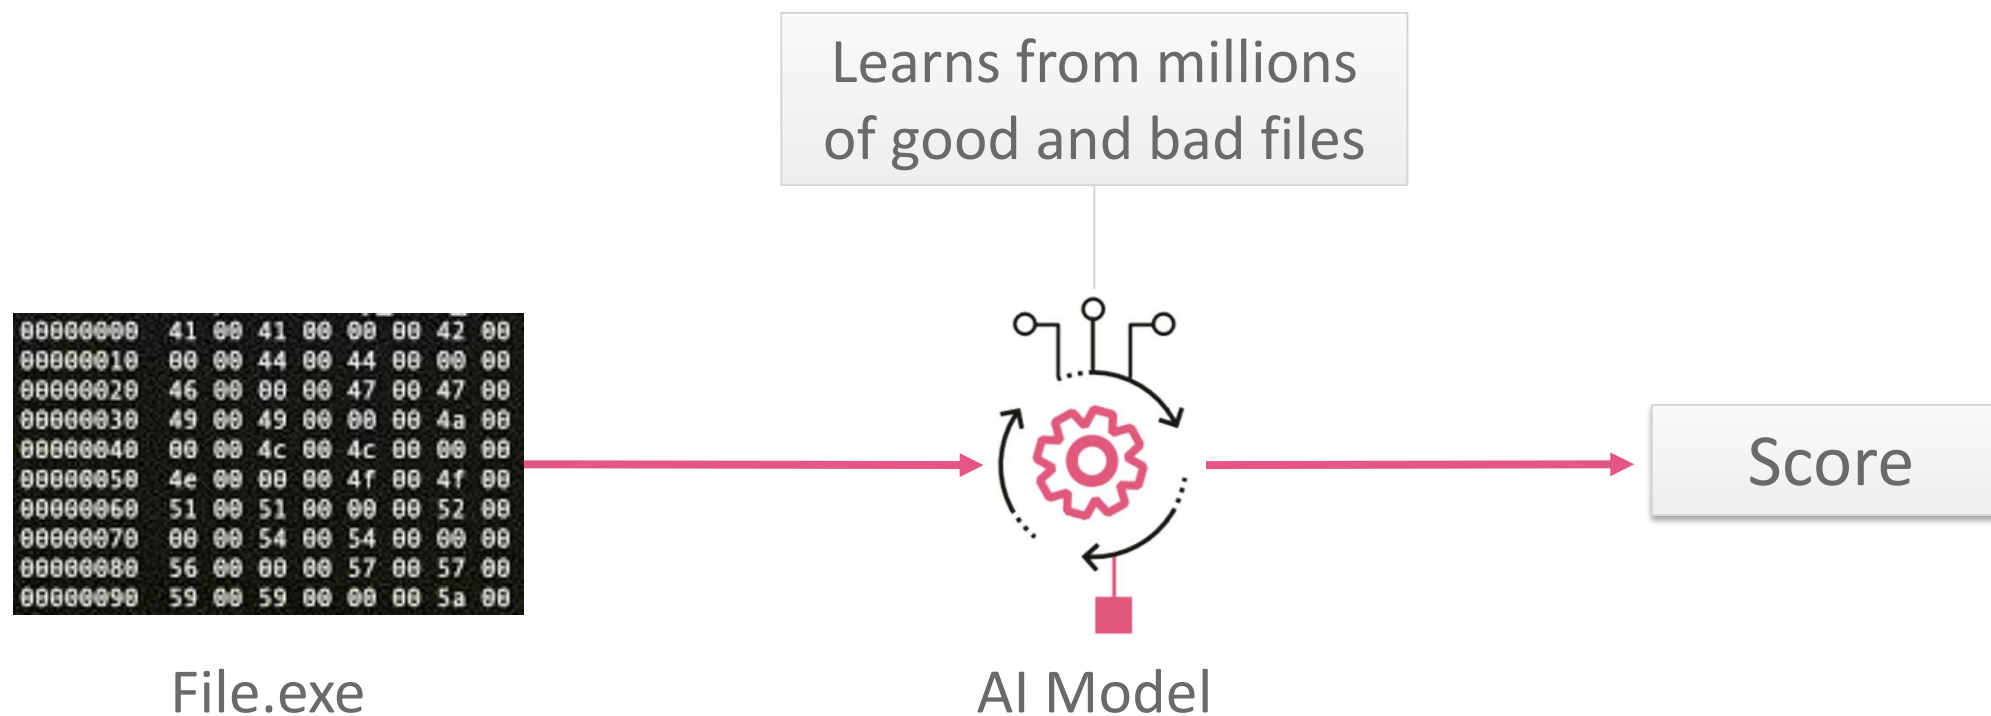 Learns from millions
of good and bad files
00000000 41 00 41 00 00 00 42 00
00000010 00 00 44 00 44 00 00 00
00000020 46 00 00 00 47 00 47 00
00000030 49 00 49 00 00 00 4a 00
00000040 00 00 4c 00 4c 00 00 00
00000050 4e 00 00 00 4f 00 4f 00
00000060 51 00 51 00 00 00 52 00
00000070 00 00 54 00 54 00 00 00
00000080 56 00 00 00 57 00 57 00
00000090 59 00 59 00 00 00 5a 00
Score
File.exe
AI Model